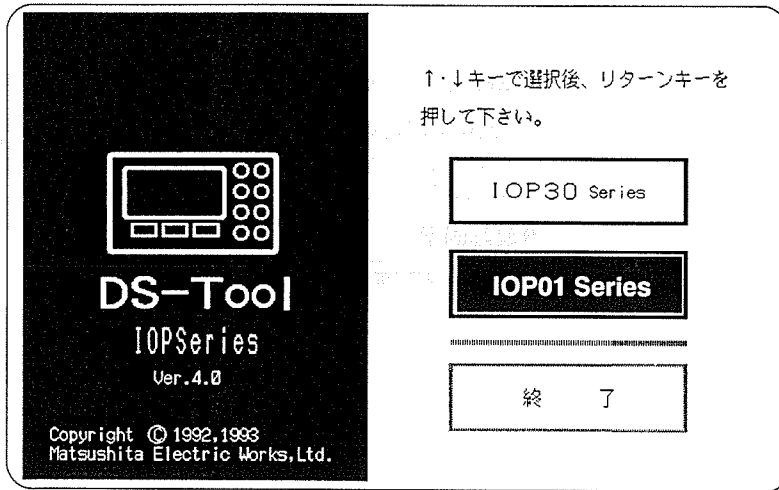 DS-Tool
IOPSeries
Ver.4.0
Copyright © 1992,1993
Matsushita Electric Works,Ltd.
↑・↓キーで選択後、リターンキーを
押して下さい。
IOP30 Series
IOP01 Series
終 了